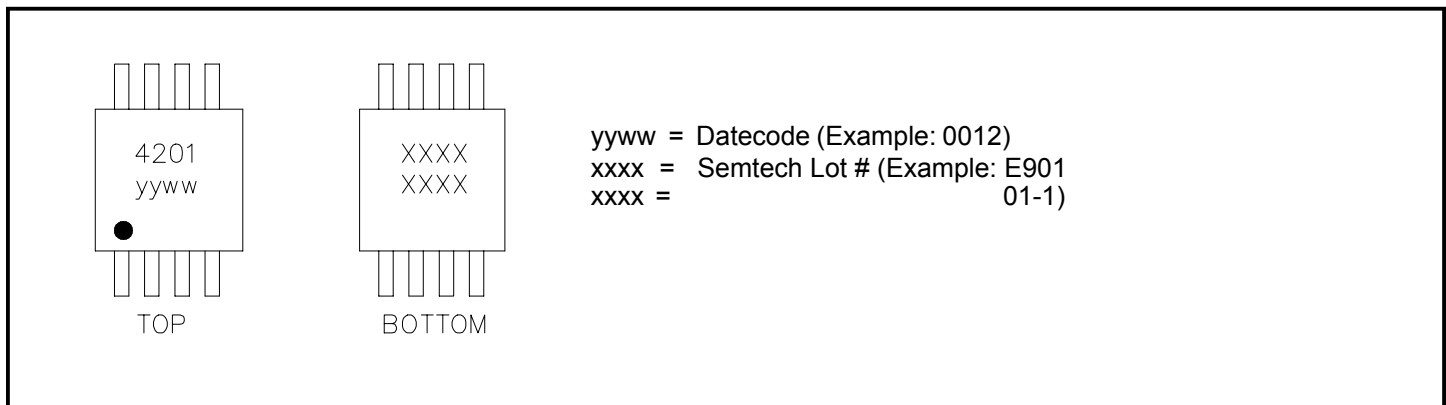 4201
yyww
TOP
XXXX
XXXX
BOTTOM
yyww = Datecode (Example: 0012)
xxxx = Semtech Lot # (Example: E901
xxxx = 01-1)